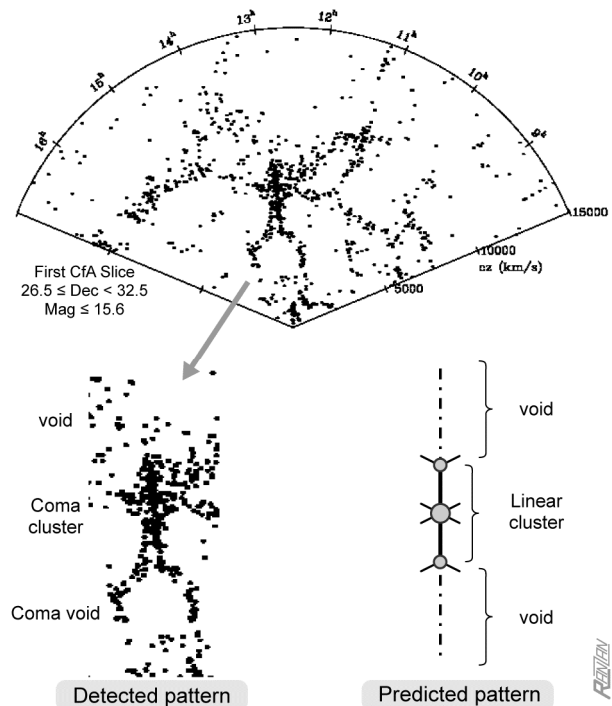 13ʰ
12ʰ
14ʰ
11ʰ
15ʰ
10ʰ
16ʰ
15000
First CfA Slice
26.5 ≤ Dec < 32.5
Mag ≤ 15.6
10000
cz (km/s)
5000
void
void
Coma
cluster
Linear
cluster
Coma void
void
Detected pattern
Predicted pattern